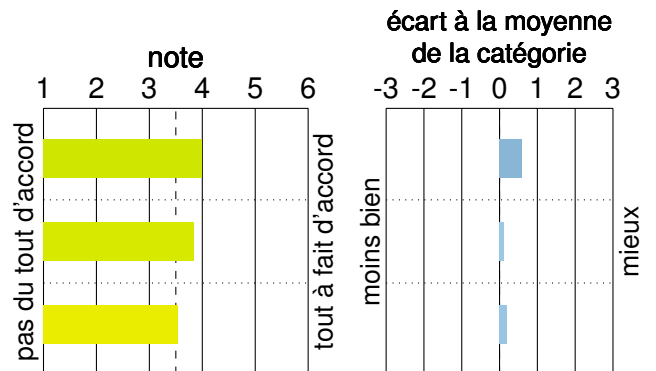 note
1 2 3 4 5 6
pas du tout d'accord
tout à fait d'accord
écart à la moyenne
de la catégorie
-3 -2 -1 0 1 2 3
moins bien
mieux